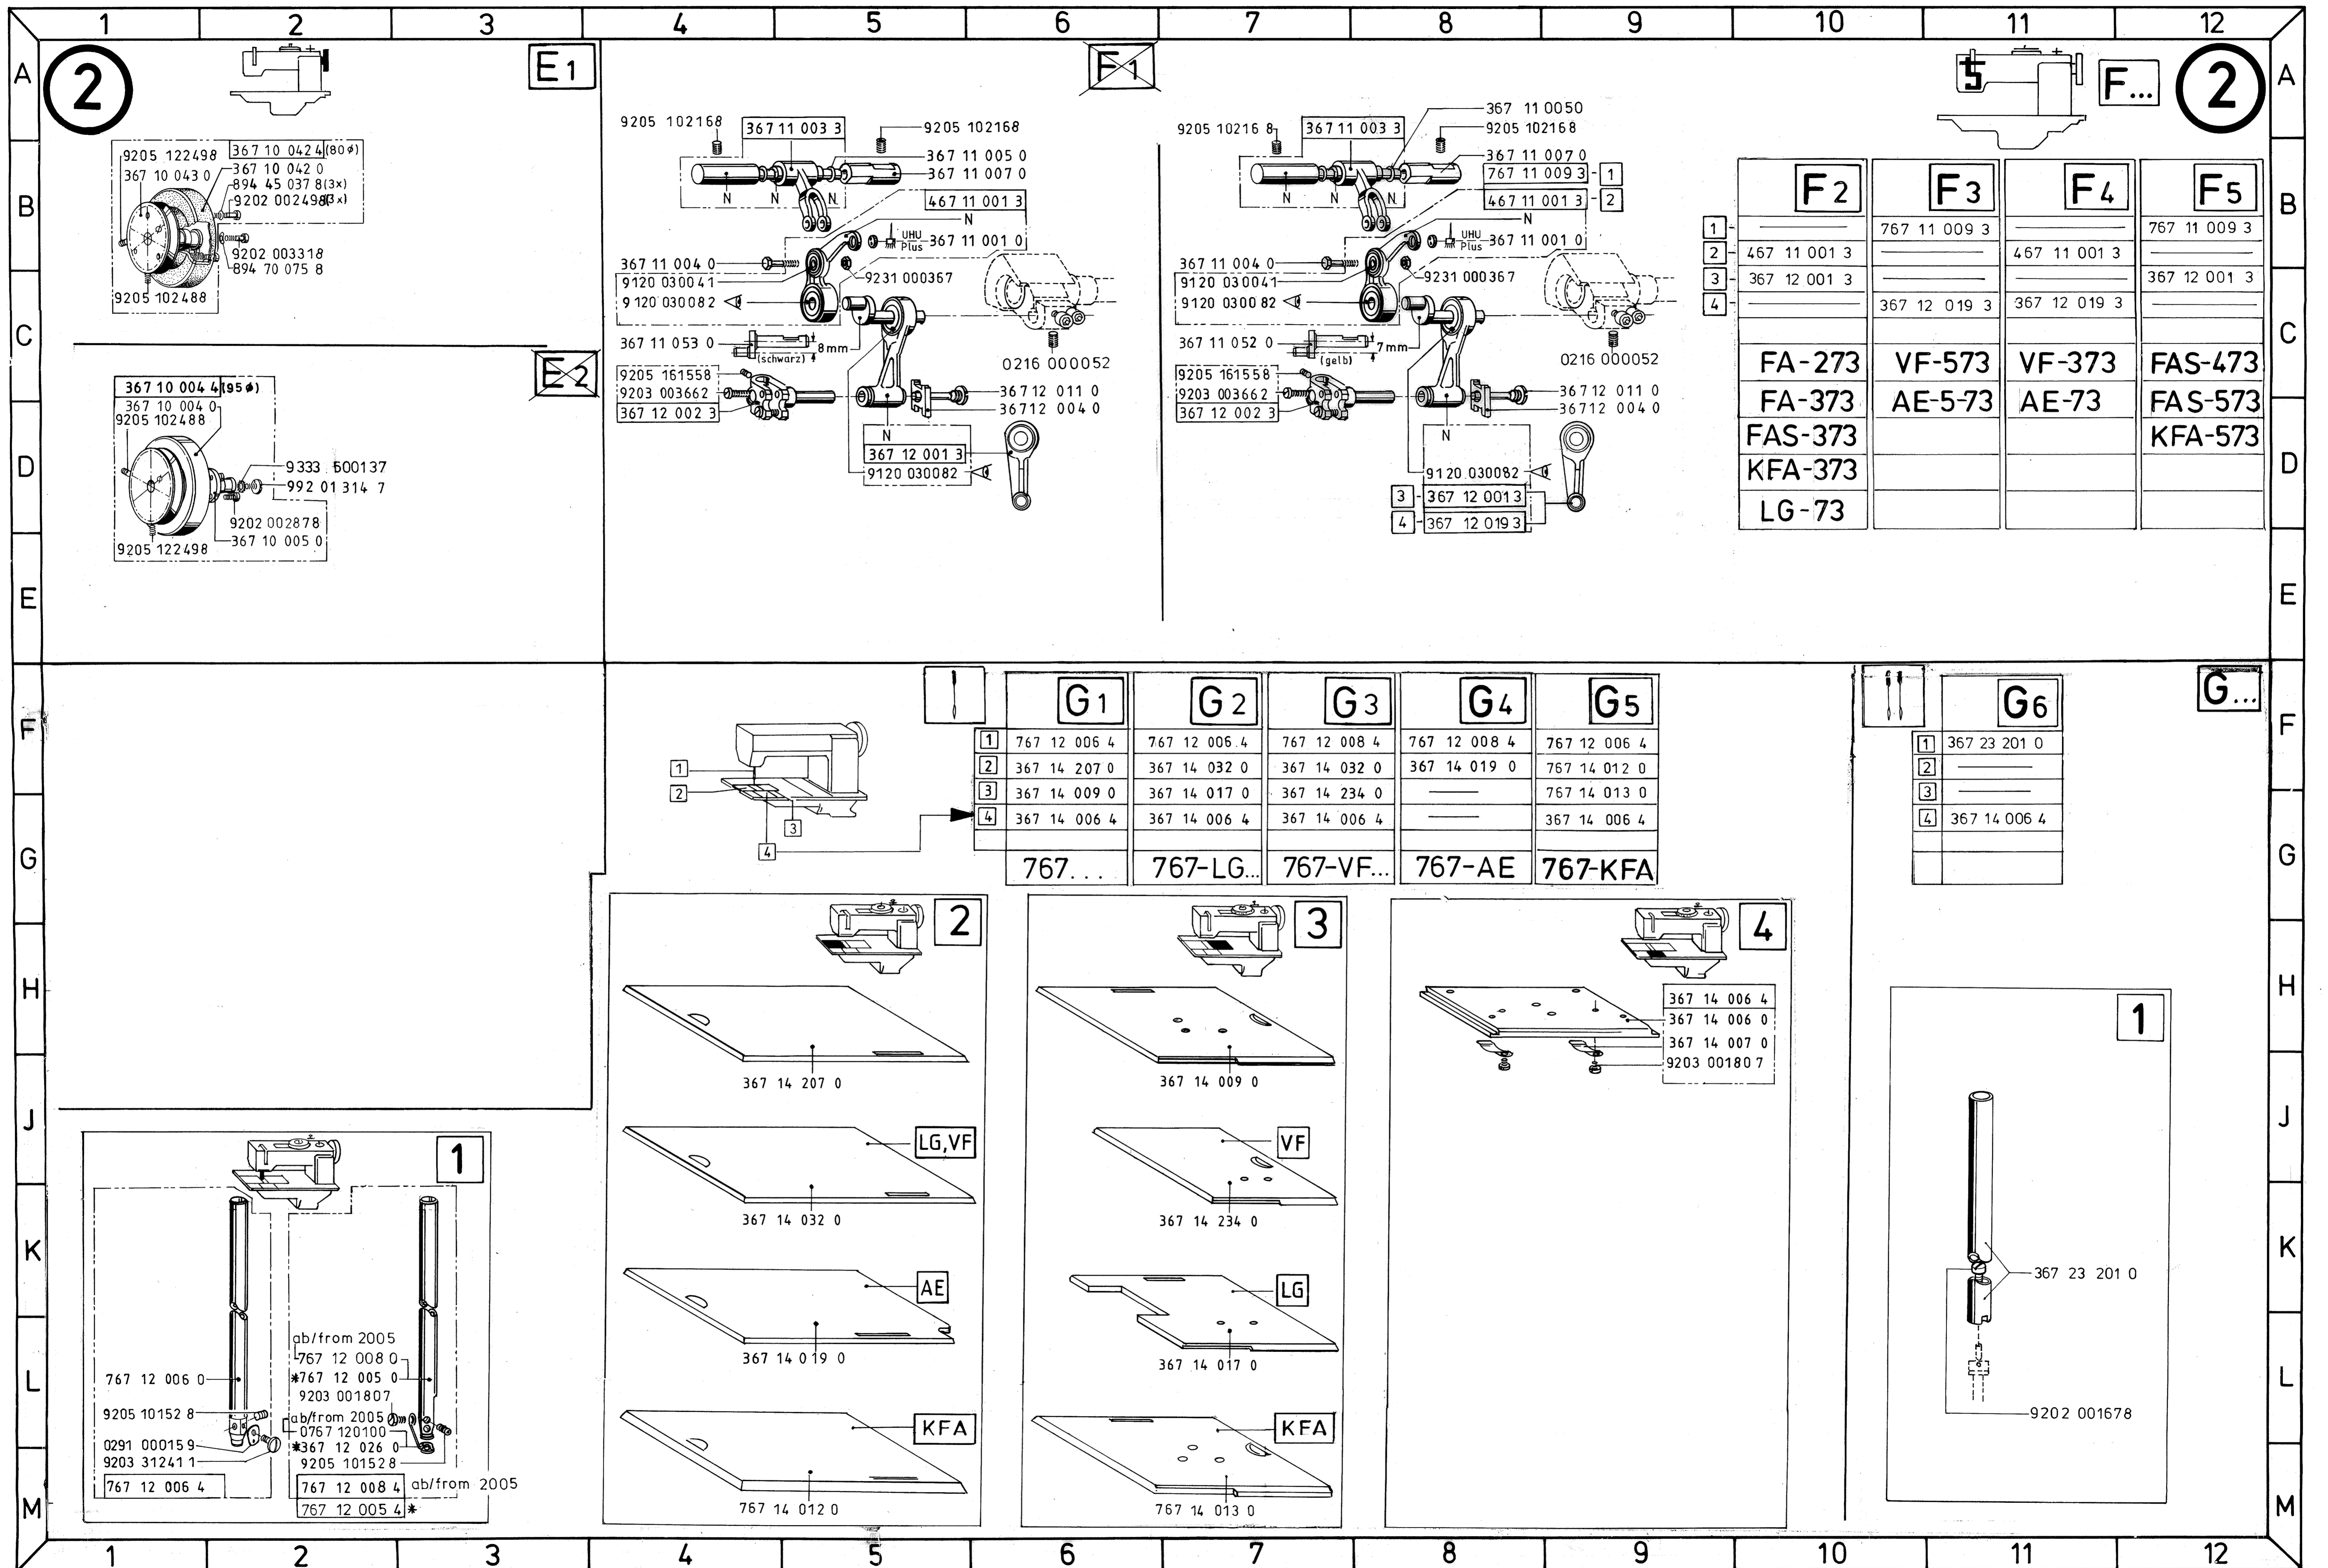 1 2 3 4 5 6 7 8 9 10 11 12
A
B
C
D
E
F
G
H
J
K
L
M
2
E1
9205 122498
367 10 043 0
367 10 042 4 (80ø)
367 10 042 0
894 45 037 8 (3x)
9202 002498 (3x)
9202 003318
894 70 075 8
9205 102488
E2
367 10 004 4 (95ø)
367 10 004 0
9205 102488
9333 500137
992 01 314 7
9202 002878
367 10 005 0
9205 122498
F1
9205 102168
367 11 003 3
9205 102168
367 11 005 0
367 11 007 0
N N N
467 11 001 3
N
UHU
Plus
367 11 001 0
367 11 004 0
9120 030041
9231 000367
9120 030082
367 11 053 0
(schwarz)
8mm
0216 000052
9205 161558
9203 003662
367 12 002 3
367 12 011 0
367 12 004 0
N
367 12 001 3
9120 030082
367 11 005 0
9205 102168
367 11 003 3
9205 102168
367 11 007 0
767 11 009 3 - 1
467 11 001 3 - 2
N N N
N
UHU
Plus
367 11 001 0
367 11 004 0
9120 030041
9231 000367
9120 030082
367 11 052 0
(gelb)
7mm
0216 000052
9205 161558
9203 003662
367 12 002 3
367 12 011 0
367 12 004 0
N
9120 030082
3 - 367 12 001 3
4 - 367 12 019 3
F...
2
F2 F3 F4 F5
1 — 767 11 009 3 — 767 11 009 3
2 467 11 001 3 — 467 11 001 3 —
3 367 12 001 3 — — 367 12 001 3
4 — 367 12 019 3 367 12 019 3 —
FA-273 VF-573 VF-373 FAS-473
FA-373 AE-5-73 AE-73 FAS-573
FAS-373 KFA-573
KFA-373
LG-73
1
2
3
4
G1 G2 G3 G4 G5
1 767 12 006 4 767 12 006.4 767 12 008 4 767 12 008 4 767 12 006 4
2 367 14 207 0 367 14 032 0 367 14 032 0 367 14 019 0 767 14 012 0
3 367 14 009 0 367 14 017 0 367 14 234 0 — 767 14 013 0
4 367 14 006 4 367 14 006 4 367 14 006 4 — 367 14 006 4
767... 767-LG... 767-VF... 767-AE 767-KFA
G...
G6
1 367 23 201 0
2 —
3 —
4 367 14 006 4
1
767 12 006 0
9205 10152 8
0291 000159
9203 312411
767 12 006 4
ab/from 2005
767 12 008 0
*767 12 005 0
9203 001807
ab/from 2005
0767 120100
*367 12 026 0
9205 101528
767 12 008 4 ab/from 2005
767 12 005 4 *
2
367 14 207 0
LG,VF
367 14 032 0
AE
367 14 019 0
KFA
767 14 012 0
3
367 14 009 0
VF
367 14 234 0
LG
367 14 017 0
KFA
767 14 013 0
4
367 14 006 4
367 14 006 0
367 14 007 0
9203 001807
1
367 23 201 0
9202 001678
A
B
C
D
E
F
G
H
J
K
L
M
1 2 3 4 5 6 7 8 9 10 11 12